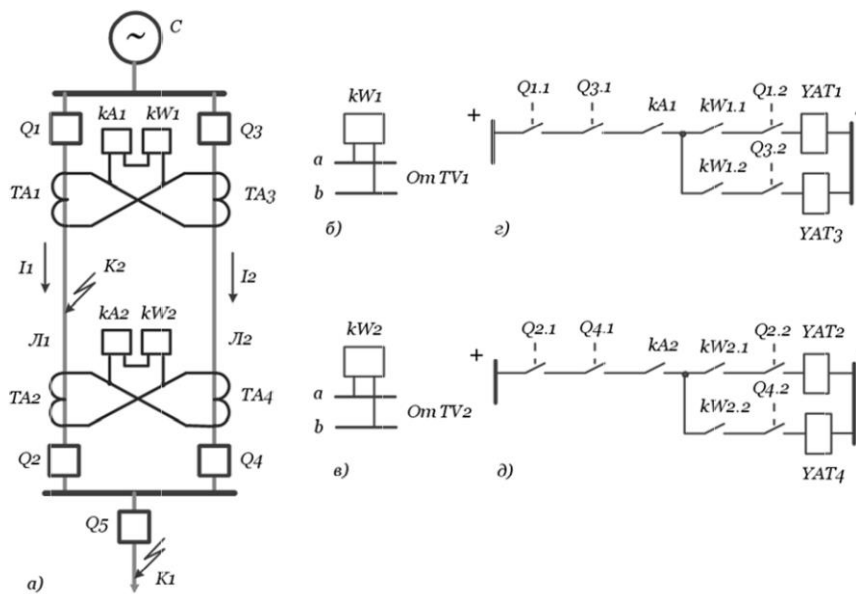 C
~
Q1
kA1 kW1
Q3
TA1
TA3
I1
K2
I2
Л1
kA2 kW2
Л2
TA2
TA4
Q2
Q4
Q5
K1
а)
kW1
a
b
От TV1
б)
kW2
a
b
От TV2
в)
+
Q1.1
Q3.1
kA1
kW1.1
Q1.2
YAT1
kW1.2
Q3.2
YAT3
г)
+
Q2.1
Q4.1
kA2
kW2.1
Q2.2
YAT2
kW2.2
Q4.2
YAT4
д)